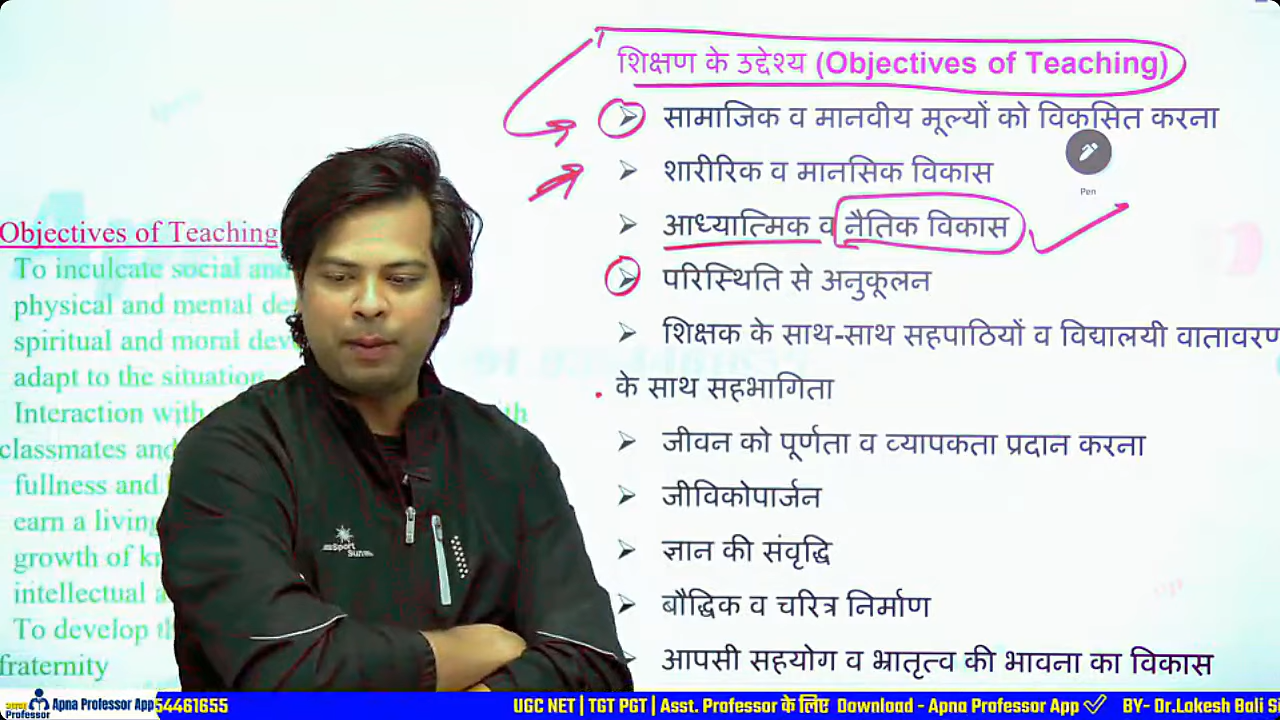 शिक्षण के उद्देश्य (Objectives of Teaching)
➢ सामाजिक व मानवीय मूल्यों को विकसित करना
Pen
➢ शारीरिक व मानसिक विकास
➢ आध्यात्मिक व नैतिक विकास
➢ परिस्थिति से अनुकूलन
➢ शिक्षक के साथ-साथ सहपाठियों व विद्यालयी वातावरण
के साथ सहभागिता
➢ जीवन को पूर्णता व व्यापकता प्रदान करना
➢ जीविकोपार्जन
➢ ज्ञान की संवृद्धि
➢ बौद्धिक व चरित्र निर्माण
➢ आपसी सहयोग व भ्रातृत्व की भावना का विकास
Objectives of Teaching
To inculcate social and
physical and mental
spiritual and moral
adapt to the situation
Interaction with
classmates and
fullness and
earn a living
growth of
intellectual
To develop
fraternity
Sport Sun
अपना Professor Apna Professor App 54461655
UGC NET | TGT PGT | Asst. Professor के लिए Download - Apna Professor App BY- Dr.Lokesh Bali